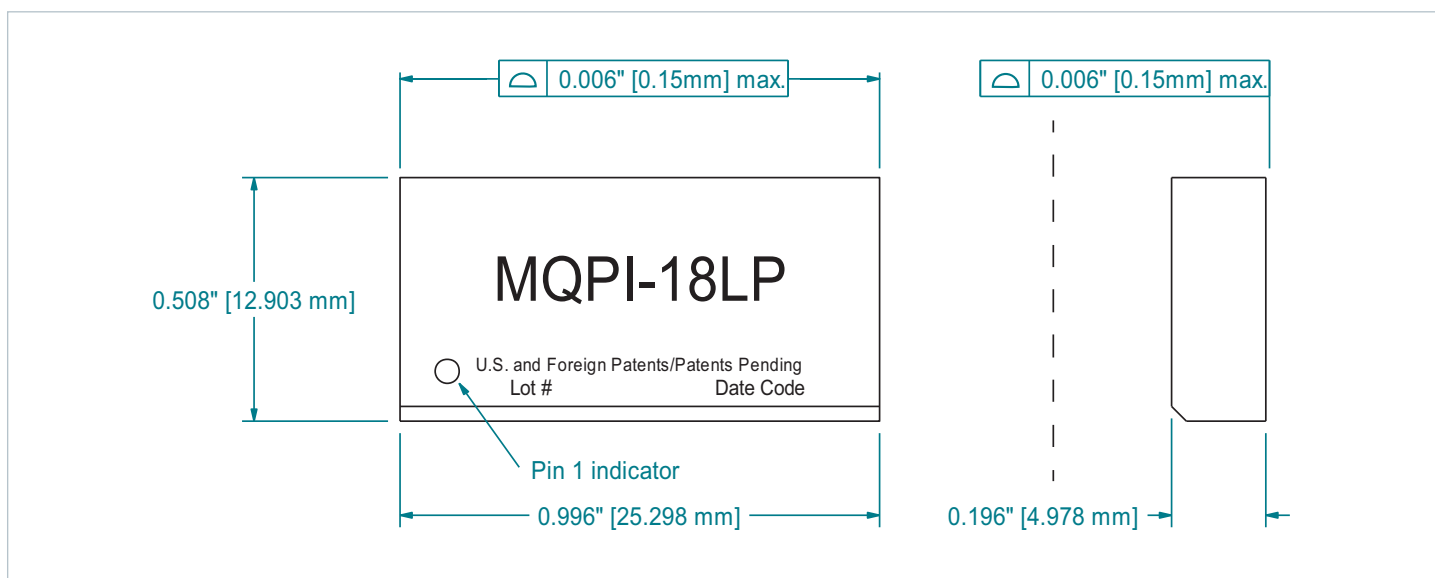 0.006" [0.15mm] max.
0.006" [0.15mm] max.
MQPI-18LP
0.508" [12.903 mm]
U.S. and Foreign Patents/Patents Pending
Lot # Date Code
Pin 1 indicator
0.996" [25.298 mm]
0.196" [4.978 mm]